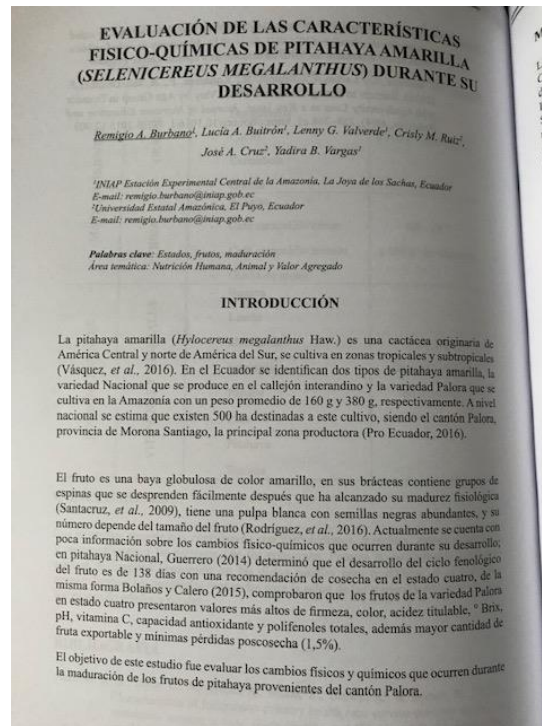 EVALUACIÓN DE LAS CARACTERÍSTICAS
FISICO-QUÍMICAS DE PITAHAYA AMARILLA
(SELENICEREUS MEGALANTHUS) DURANTE SU
DESARROLLO
Remigio A. Burbano¹, Lucía A. Buitrón¹, Lenny G. Valverde¹, Crisly M. Ruiz²,
José A. Cruz², Yadira B. Vargas¹
¹INIAP Estación Experimental Central de la Amazonía, La Joya de los Sachas, Ecuador
E-mail: remigio.burbano@iniap.gob.ec
²Universidad Estatal Amazónica, El Puyo, Ecuador
E-mail: remigio.burbano@iniap.gob.ec
Palabras clave: Estados, frutos, maduración
Área temática: Nutrición Humana, Animal y Valor Agregado
INTRODUCCIÓN
La pitahaya amarilla (Hylocereus megalanthus Haw.) es una cactácea originaria de
América Central y norte de América del Sur, se cultiva en zonas tropicales y subtropicales
(Vásquez, et al., 2016). En el Ecuador se identifican dos tipos de pitahaya amarilla, la
variedad Nacional que se produce en el callejón interandino y la variedad Palora que se
cultiva en la Amazonía con un peso promedio de 160 g y 380 g, respectivamente. A nivel
nacional se estima que existen 500 ha destinadas a este cultivo, siendo el cantón Palora,
provincia de Morona Santiago, la principal zona productora (Pro Ecuador, 2016).
El fruto es una baya globulosa de color amarillo, en sus brácteas contiene grupos de
espinas que se desprenden fácilmente después que ha alcanzado su madurez fisiológica
(Santacruz, et al., 2009), tiene una pulpa blanca con semillas negras abundantes, y su
número depende del tamaño del fruto (Rodríguez, et al., 2016). Actualmente se cuenta con
poca información sobre los cambios físico-químicos que ocurren durante su desarrollo;
en pitahaya Nacional, Guerrero (2014) determinó que el desarrollo del ciclo fenológico
del fruto es de 138 días con una recomendación de cosecha en el estado cuatro, de la
misma forma Bolaños y Calero (2015), comprobaron que los frutos de la variedad Palora
en estado cuatro presentaron valores más altos de firmeza, color, acidez titulable, ° Brix,
pH, vitamina C, capacidad antioxidante y polifenoles totales, además mayor cantidad de
fruta exportable y mínimas pérdidas poscosecha (1,5%).
El objetivo de este estudio fue evaluar los cambios físicos y químicos que ocurren durante
la maduración de los frutos de pitahaya provenientes del cantón Palora.